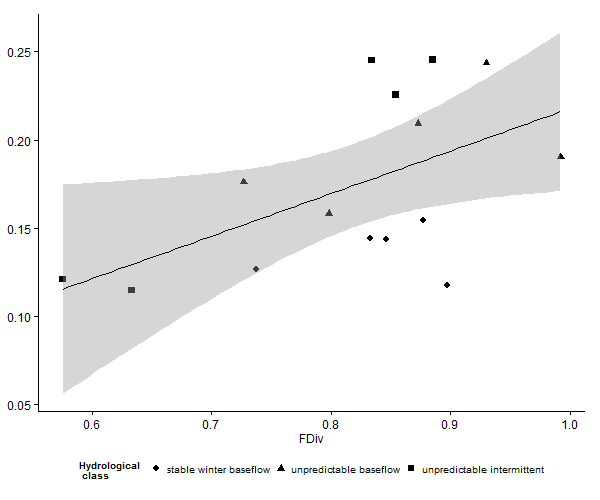 0.25
0.20
0.15
0.10
0.05
0.6 0.7 0.8 0.9 1.0
FDiv
Hydrological
class
stable winter baseflow unpredictable baseflow unpredictable intermittent